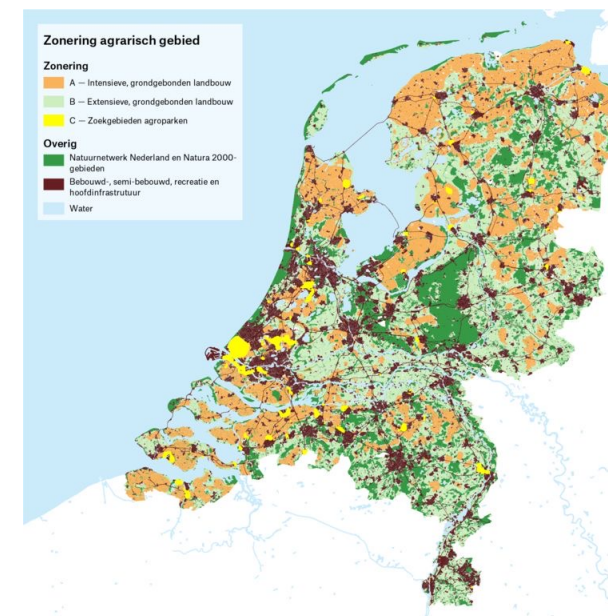 Zonering agrarisch gebied
Zonering
A — Intensieve, grondgebonden landbouw
B — Extensieve, grondgebonden landbouw
C — Zoekgebieden agroparken
Overig
Natuurnetwerk Nederland en Natura 2000-
gebieden
Bebouwd-, semi-bebouwd, recreatie en
hoofdinfrastrutuur
Water